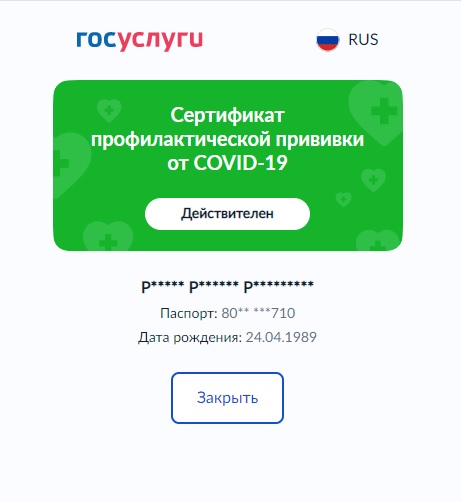 госуслуги
RUS
Сертификат
профилактической прививки
от COVID-19
Действителен
Р***** Р****** Р*********
Паспорт: 80** ***710
Дата рождения: 24.04.1989
Закрыть